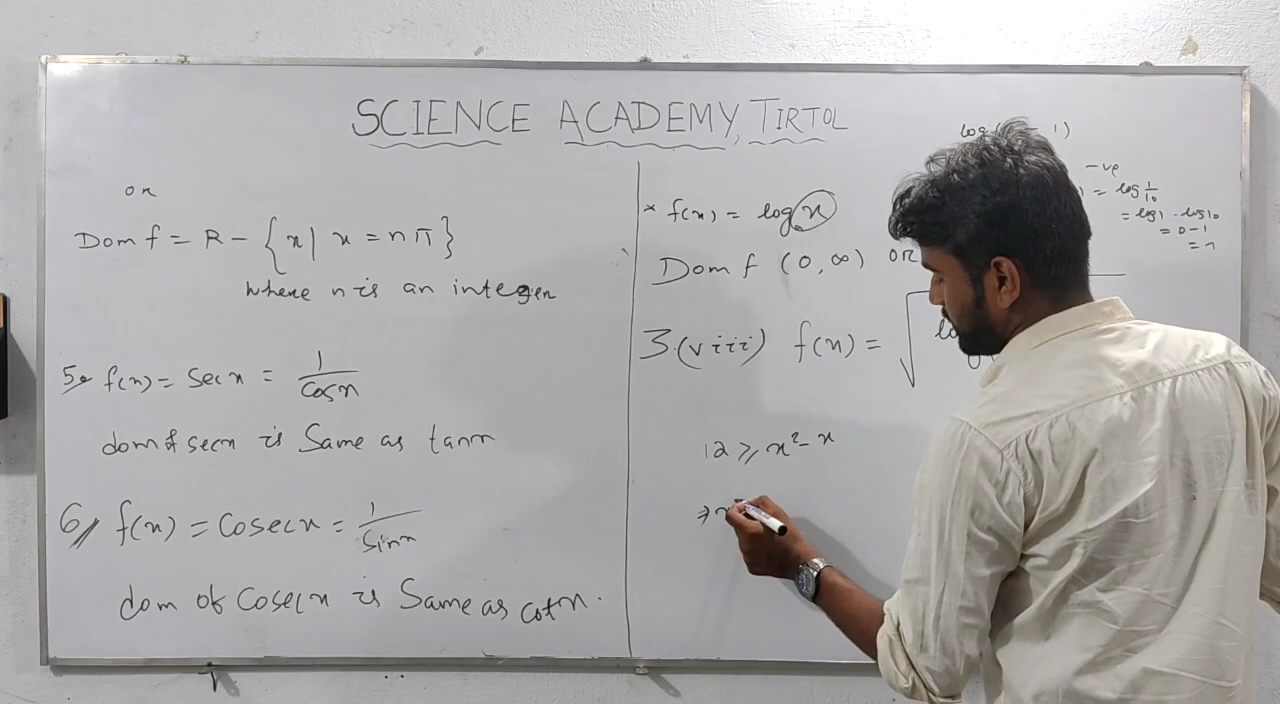 SCIENCE ACADEMY, TIRTOL
or
Dom f = R - { x | x = nπ }
where n is an integer
5. f(x) = sec x = 1/cosx
dom of secx is Same as tanx
6// f(x) = Cosecx = 1/Sinx
dom of Cosecx is Same as cotx.
* f(x) = log x
Dom f (0, ∞) OR
3.(viii) f(x) = √
12 ⩾ x² - x
⇒
log 1)
-ve
= log 1/10
= log1 - log10
= 0 - 1